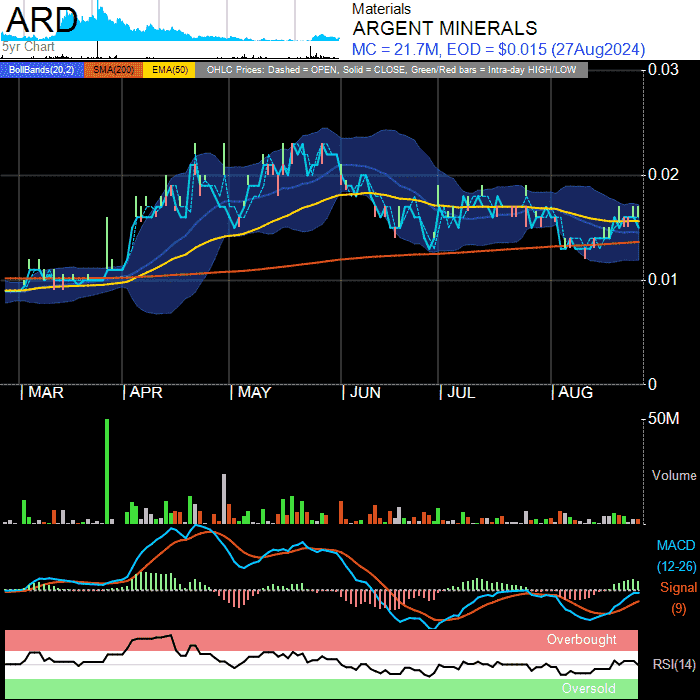 ARD
5yr Chart
Materials
ARGENT MINERALS
MC = 21.7M, EOD = $0.015 (27Aug2024)
BollBands(20,2) SMA(200) EMA(50) OHLC Prices: Dashed = OPEN, Solid = CLOSE, Green/Red bars = Intra-day HIGH/LOW
0.03
0.02
0.01
0
MAR APR MAY JUN JUL AUG
50M
Volume
MACD
(12-26)
Signal
(9)
Overbought
RSI(14)
Oversold